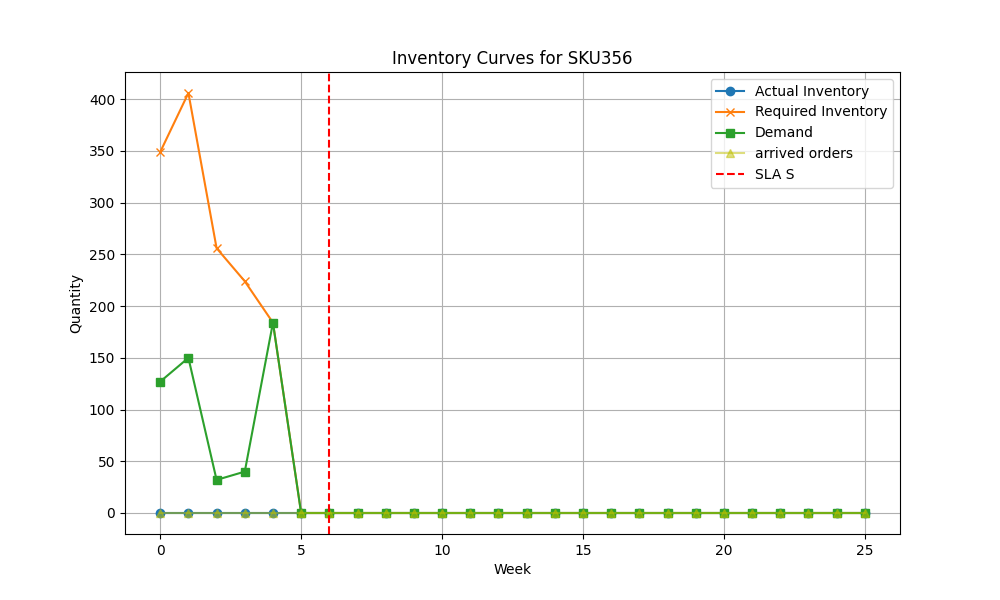 Inventory Curves for SKU356
Actual Inventory
Required Inventory
Demand
arrived orders
SLA S
Quantity
400
350
300
250
200
150
100
50
0
0 5 10 15 20 25
Week